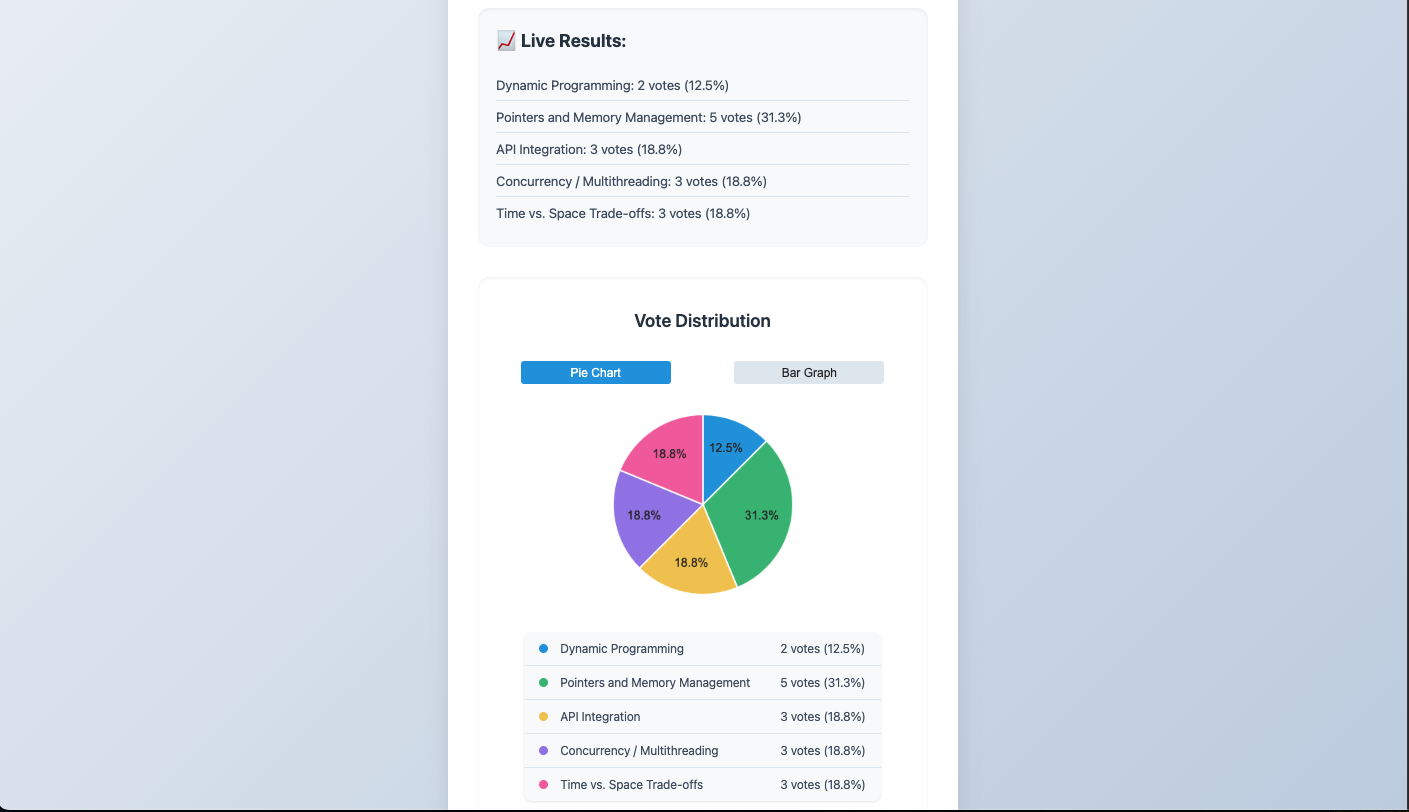 📈 Live Results:
Dynamic Programming: 2 votes (12.5%)
Pointers and Memory Management: 5 votes (31.3%)
API Integration: 3 votes (18.8%)
Concurrency / Multithreading: 3 votes (18.8%)
Time vs. Space Trade-offs: 3 votes (18.8%)
Vote Distribution
Pie Chart Bar Graph
12.5%
18.8%
31.3%
18.8%
18.8%
Dynamic Programming 2 votes (12.5%)
Pointers and Memory Management 5 votes (31.3%)
API Integration 3 votes (18.8%)
Concurrency / Multithreading 3 votes (18.8%)
Time vs. Space Trade-offs 3 votes (18.8%)